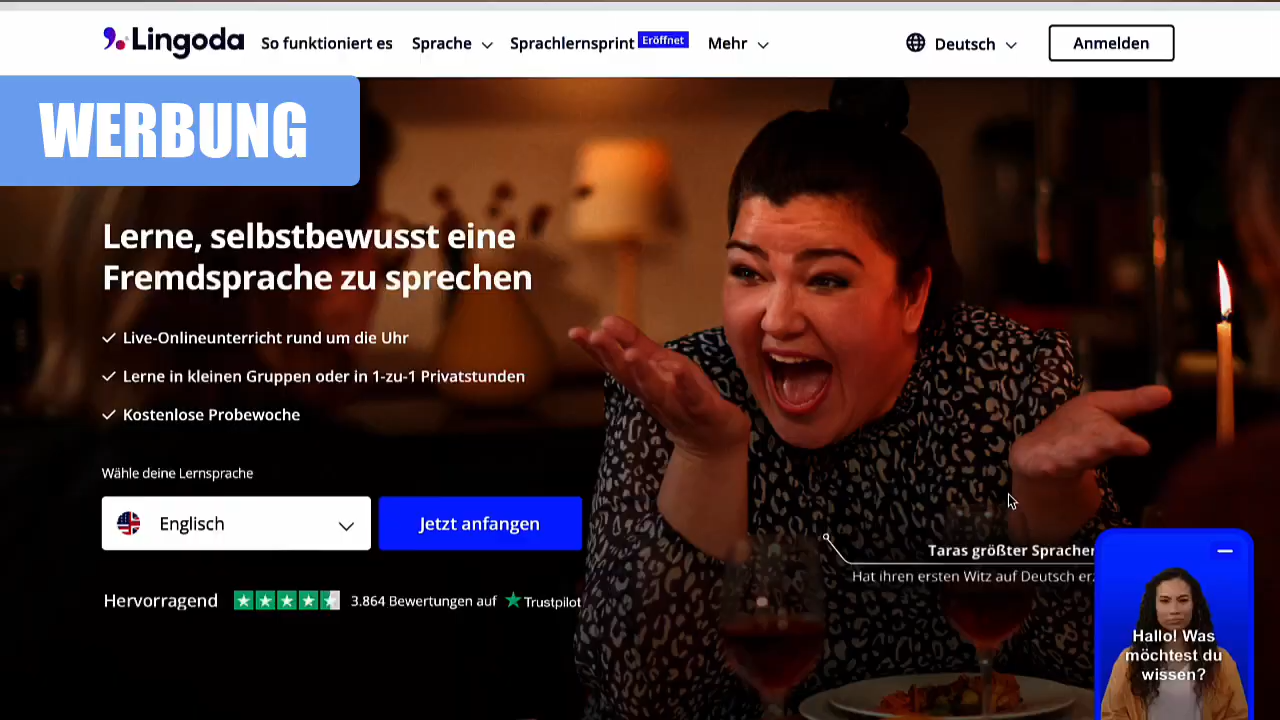 Lingoda
So funktioniert es
Sprache
Sprachlernsprint Eröffnet
Mehr
Deutsch
Anmelden
WERBUNG
Lerne, selbstbewusst eine
Fremdsprache zu sprechen
Live-Onlineunterricht rund um die Uhr
Lerne in kleinen Gruppen oder in 1-zu-1 Privatstunden
Kostenlose Probewoche
Wähle deine Lernsprache
Englisch
Jetzt anfangen
Hervorragend
3.864 Bewertungen auf Trustpilot
Taras größter
Hat ihren ersten Witz auf Deutsch
Hallo! Was
möchtest du
wissen?